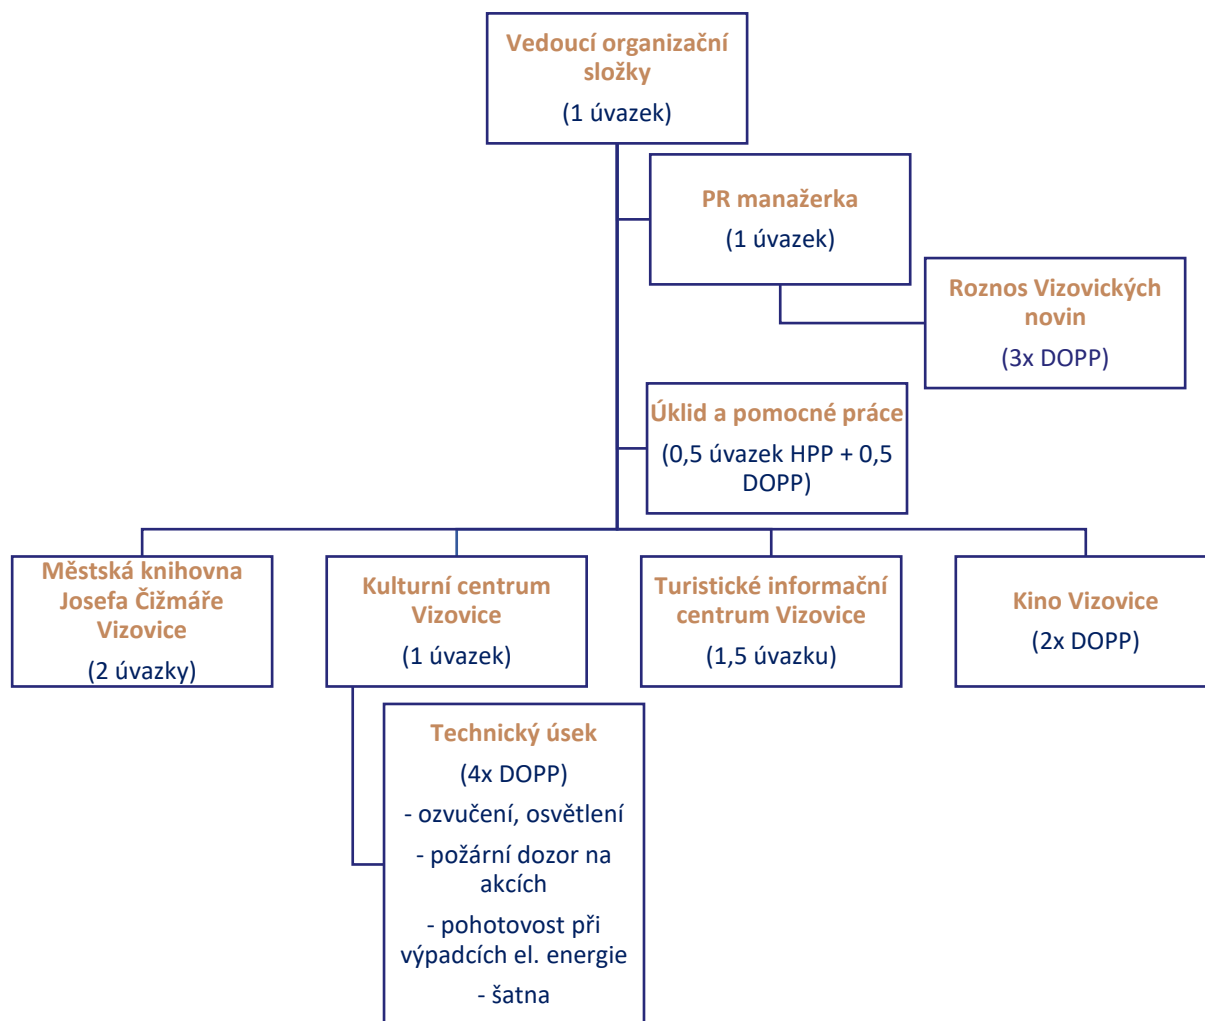 Vedoucí organizační
složky
(1 úvazek)
PR manažerka
(1 úvazek)
Roznos Vizovických
novin
(3x DOPP)
Úklid a pomocné práce
(0,5 úvazek HPP + 0,5
DOPP)
Městská knihovna
Josefa Čižmáře
Vizovice
(2 úvazky)
Kulturní centrum
Vizovice
(1 úvazek)
Turistické informační
centrum Vizovice
(1,5 úvazku)
Kino Vizovice
(2x DOPP)
Technický úsek
(4x DOPP)
- ozvučení, osvětlení
- požární dozor na
akcích
- pohotovost při
výpadcích el. energie
- šatna